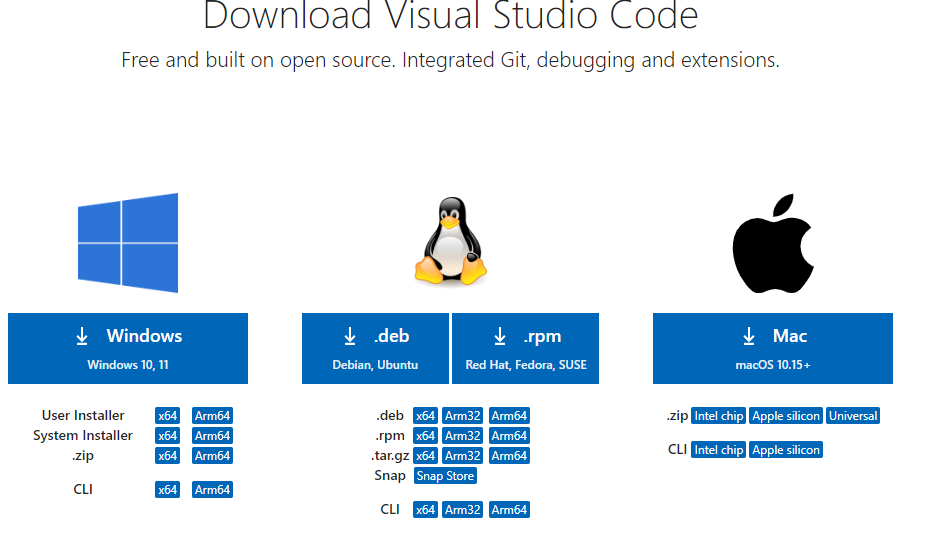 Download Visual Studio Code
Free and built on open source. Integrated Git, debugging and extensions.
Windows
Windows 10, 11
User Installer x64 Arm64
System Installer x64 Arm64
.zip x64 Arm64
CLI x64 Arm64
.deb
Debian, Ubuntu
.rpm
Red Hat, Fedora, SUSE
.deb x64 Arm32 Arm64
.rpm x64 Arm32 Arm64
.tar.gz x64 Arm32 Arm64
Snap Snap Store
CLI x64 Arm32 Arm64
Mac
macOS 10.15+
.zip Intel chip Apple silicon Universal
CLI Intel chip Apple silicon